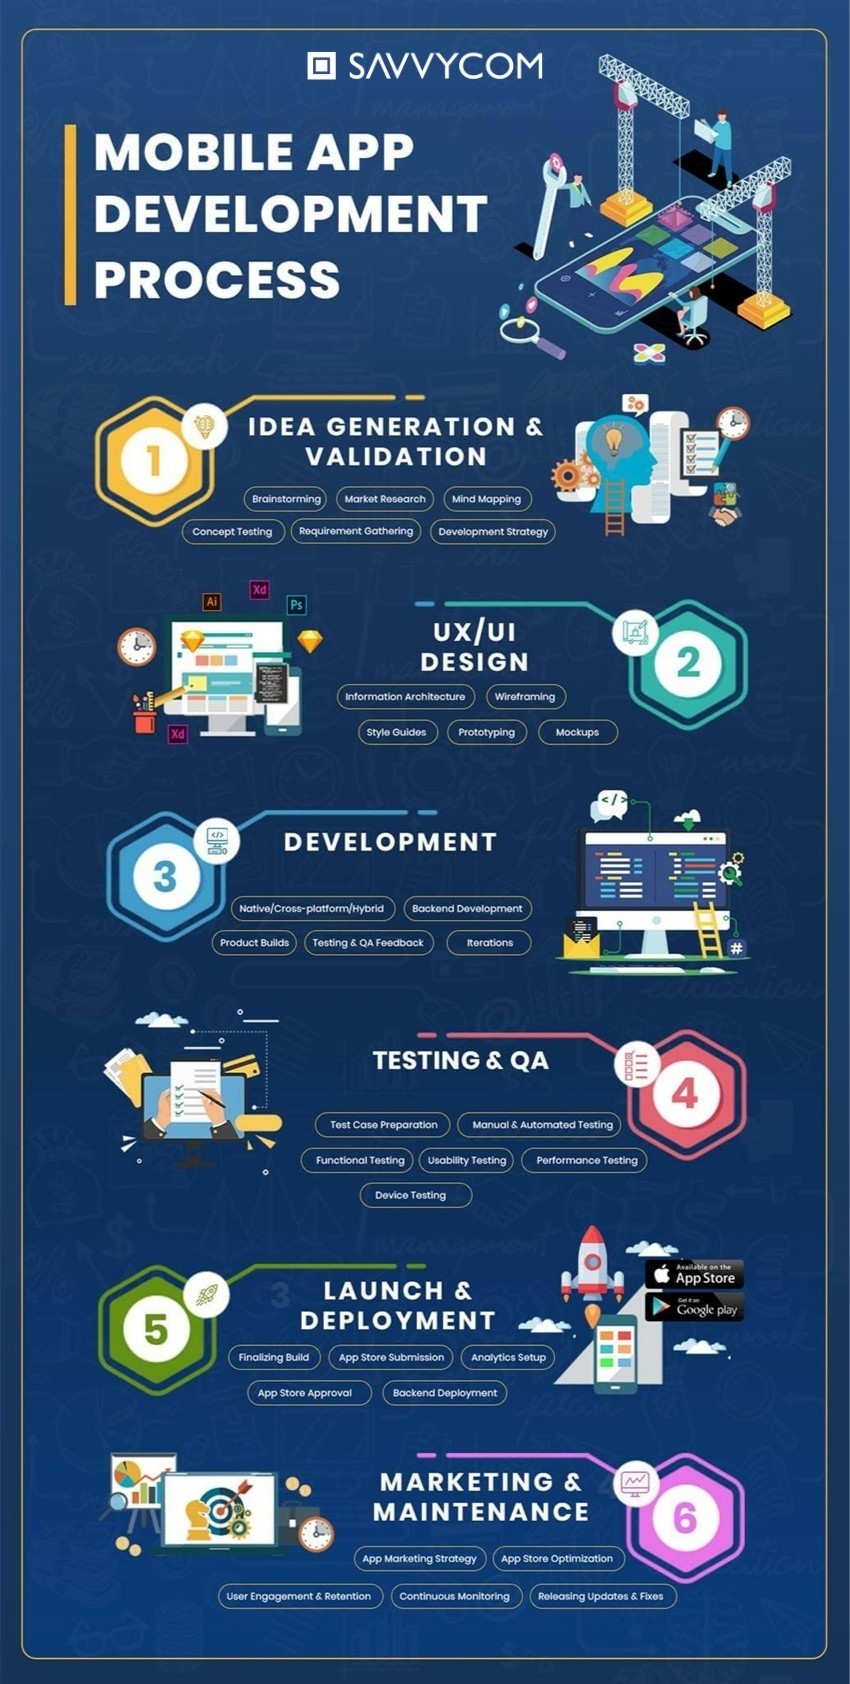 SAVVYCOM
MOBILE APP
DEVELOPMENT
PROCESS
1
IDEA GENERATION &
VALIDATION
Brainstorming
Market Research
Mind Mapping
Concept Testing
Requirement Gathering
Development Strategy
Ai
Xd
Ps
Xd
UX/UI
DESIGN
2
Information Architecture
Wireframing
Style Guides
Prototyping
Mockups
3
</>
DEVELOPMENT
</>
#
Native/Cross-platform/Hybrid
Backend Development
Product Builds
Testing & QA Feedback
Iterations
TESTING & QA
4
Test Case Preparation
Manual & Automated Testing
Functional Testing
Usability Testing
Performance Testing
Device Testing
5
3
LAUNCH &
DEPLOYMENT
Available on the
App Store
Get it on
Google play
Finalizing Build
App Store Submission
Analytics Setup
App Store Approval
Backend Deployment
MARKETING &
MAINTENANCE
6
App Marketing Strategy
App Store Optimization
User Engagement & Retention
Continuous Monitoring
Releasing Updates & Fixes